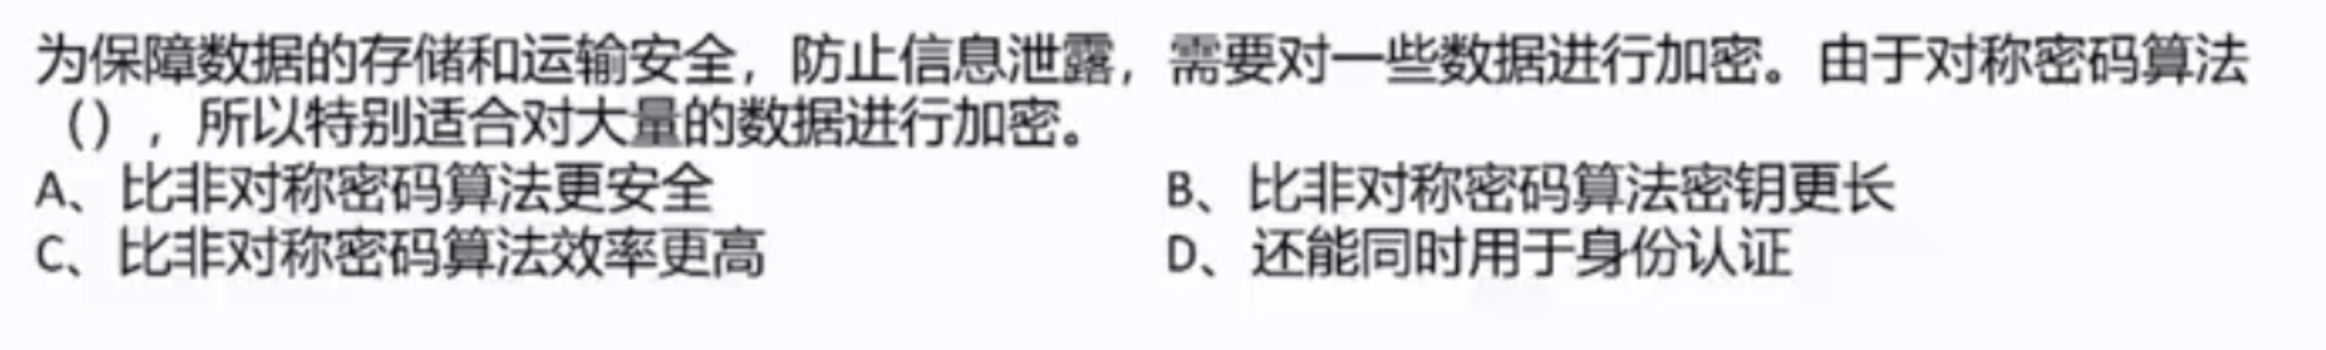 为保障数据的存储和运输安全，防止信息泄露，需要对一些数据进行加密。由于对称密码算法
（），所以特别适合对大量的数据进行加密。
A、比非对称密码算法更安全 B、比非对称密码算法密钥更长
C、比非对称密码算法效率更高 D、还能同时用于身份认证